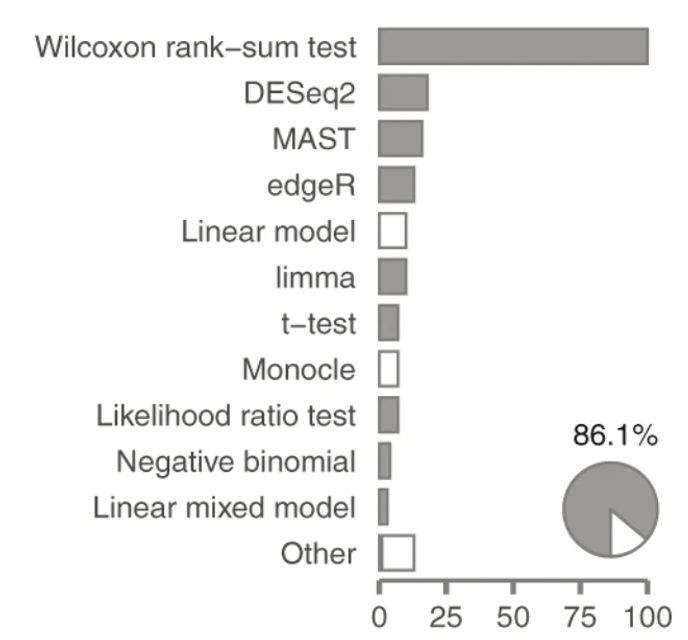 Wilcoxon rank−sum test
DESeq2
MAST
edgeR
Linear model
limma
t−test
Monocle
Likelihood ratio test
86.1%
Negative binomial
Linear mixed model
Other
0 25 50 75 100